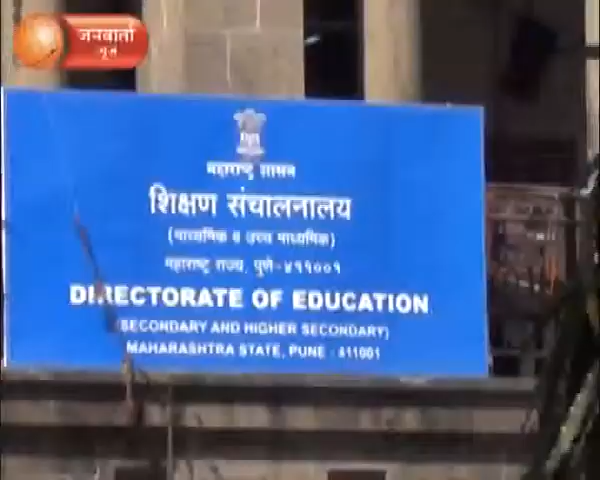 जनवार्ता
महाराष्ट्र शासन
शिक्षण संचालनालय
(माध्यमिक व उच्च माध्यमिक)
महाराष्ट्र राज्य, पुणे-४११००१
DIRECTORATE OF EDUCATION
(SECONDARY AND HIGHER SECONDARY)
MAHARASHTRA STATE, PUNE - 411001